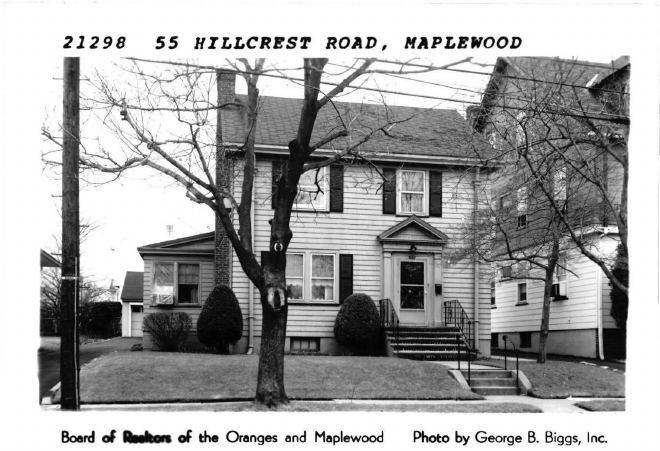 21298 55 HILLCREST ROAD, MAPLEWOOD
Board of Realtors of the Oranges and Maplewood Photo by George B. Biggs, Inc.